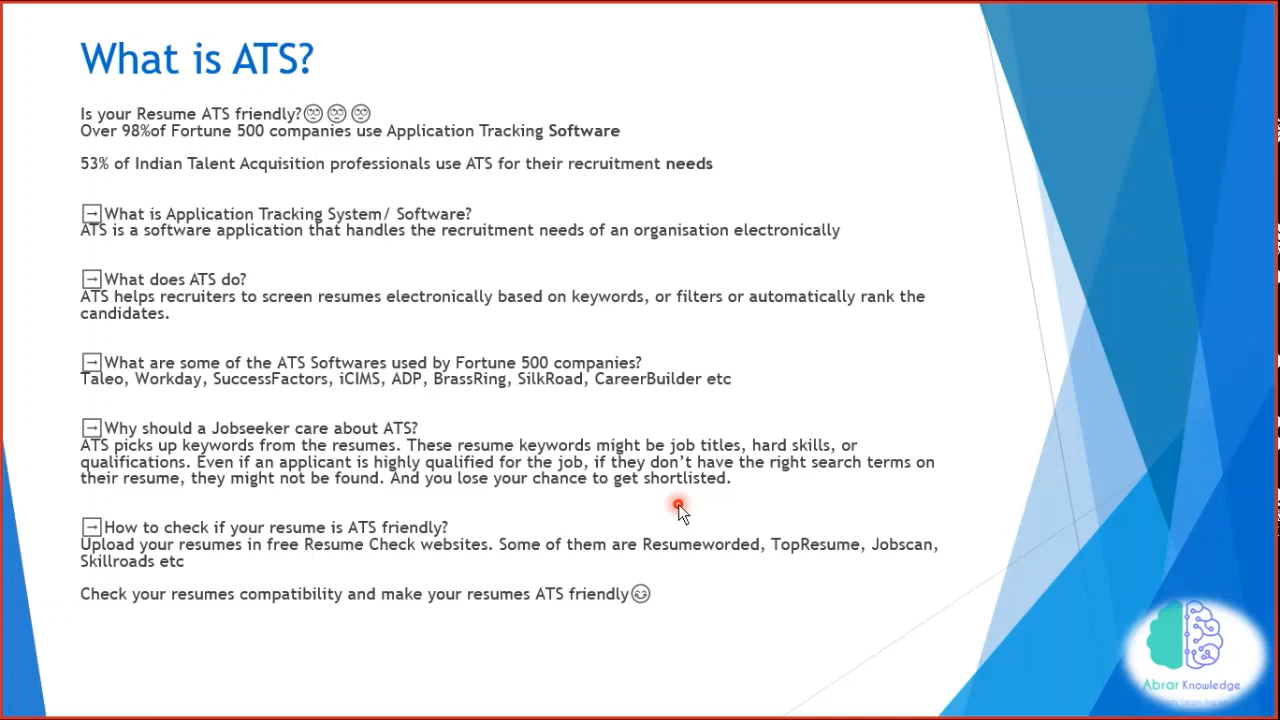 What is ATS?
Is your Resume ATS friendly?🙄🙄🙄
Over 98%of Fortune 500 companies use Application Tracking Software
53% of Indian Talent Acquisition professionals use ATS for their recruitment needs
➡What is Application Tracking System/ Software?
ATS is a software application that handles the recruitment needs of an organisation electronically
➡What does ATS do?
ATS helps recruiters to screen resumes electronically based on keywords, or filters or automatically rank the
candidates.
➡What are some of the ATS Softwares used by Fortune 500 companies?
Taleo, Workday, SuccessFactors, iCIMS, ADP, BrassRing, SilkRoad, CareerBuilder etc
➡Why should a Jobseeker care about ATS?
ATS picks up keywords from the resumes. These resume keywords might be job titles, hard skills, or
qualifications. Even if an applicant is highly qualified for the job, if they don’t have the right search terms on
their resume, they might not be found. And you lose your chance to get shortlisted.
➡How to check if your resume is ATS friendly?
Upload your resumes in free Resume Check websites. Some of them are Resumeworded, TopResume, Jobscan,
Skillroads etc
Check your resumes compatibility and make your resumes ATS friendly😊
Abrar Knowledge